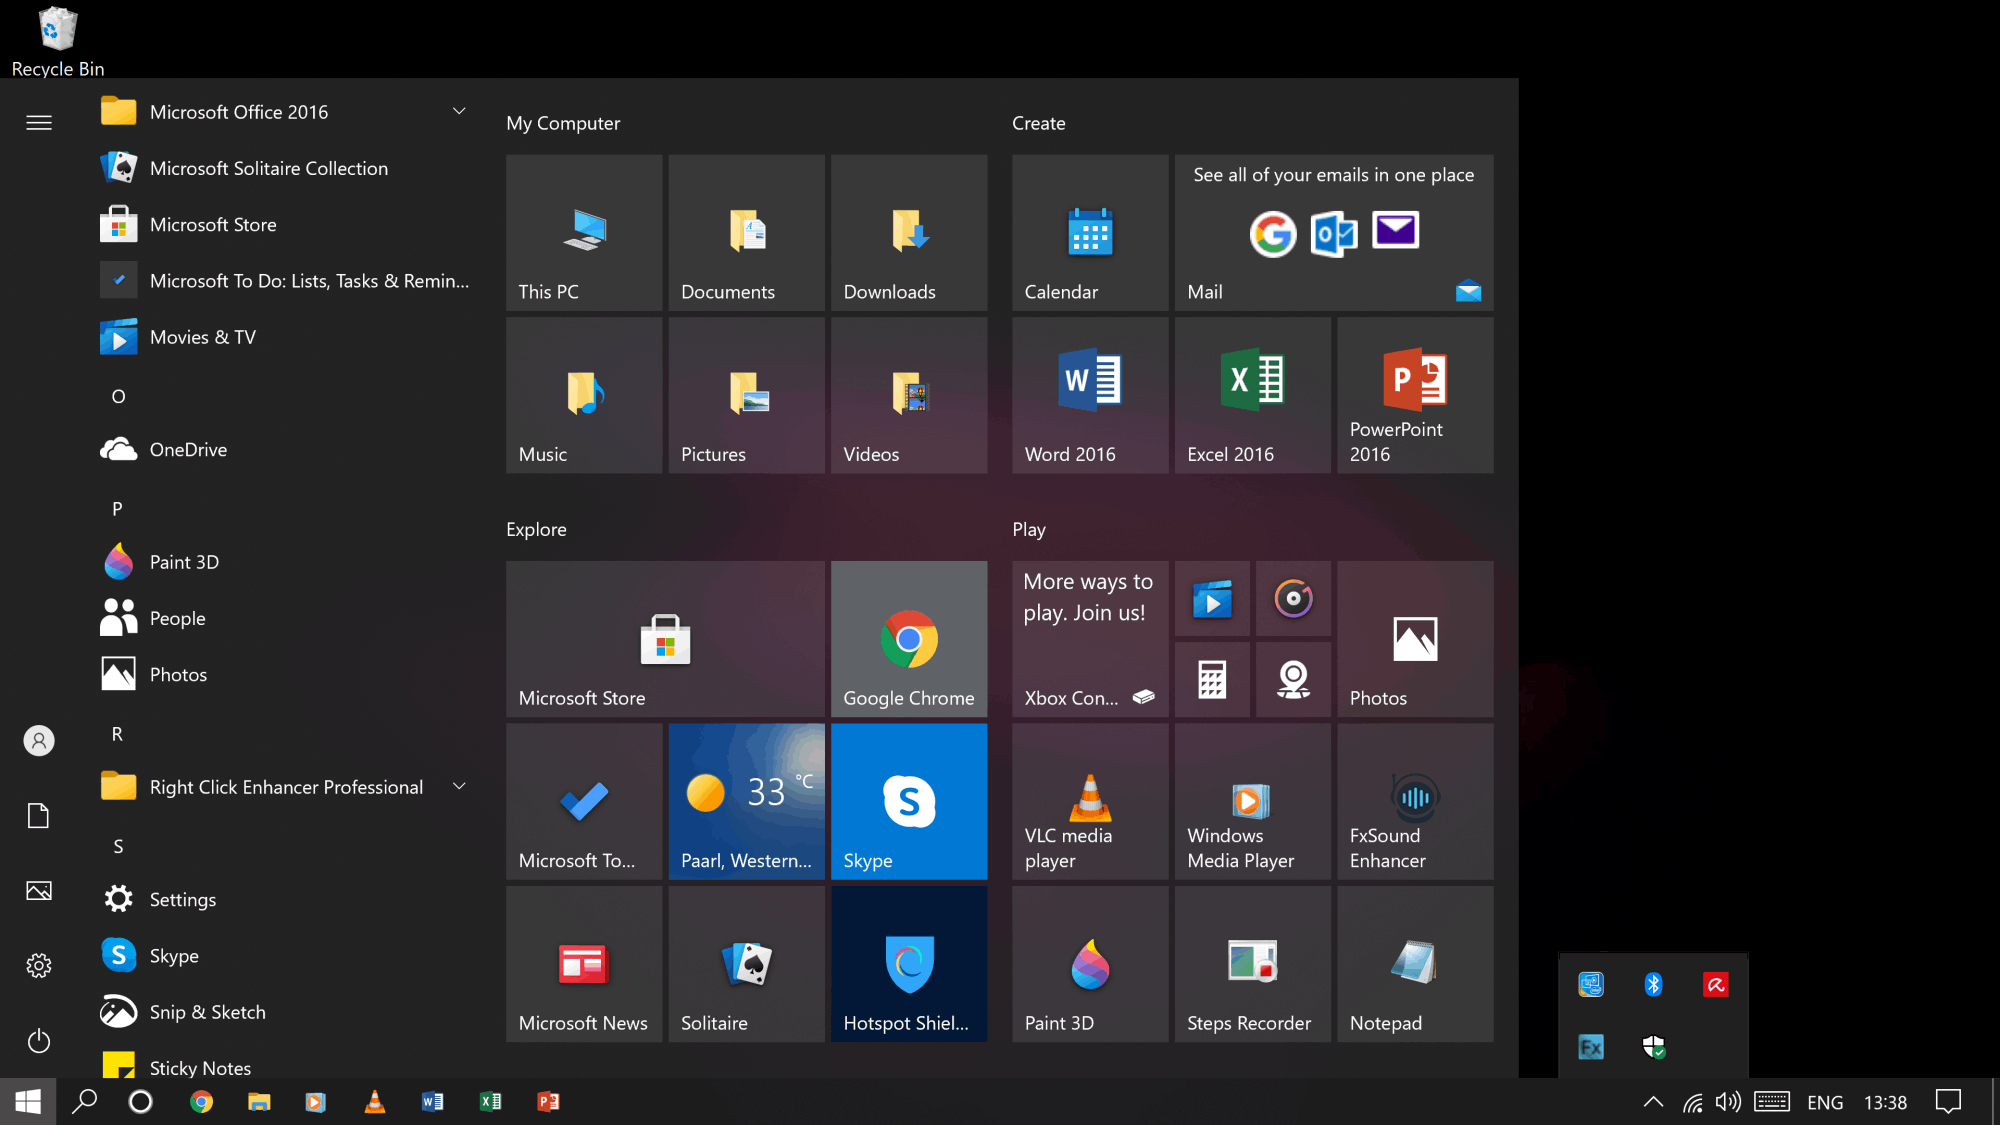 Recycle Bin
Microsoft Office 2016
Microsoft Solitaire Collection
Microsoft Store
Microsoft To Do: Lists, Tasks & Remin...
Movies & TV
O
OneDrive
P
Paint 3D
People
Photos
R
Right Click Enhancer Professional
S
Settings
Skype
Snip & Sketch
Sticky Notes
My Computer
This PC
Documents
Downloads
Music
Pictures
Videos
Create
Calendar
See all of your emails in one place
Mail
Word 2016
Excel 2016
PowerPoint
2016
Explore
Microsoft Store
Google Chrome
Microsoft To...
33 °C
Paarl, Western...
Skype
Microsoft News
Solitaire
Hotspot Shiel...
Play
More ways to
play. Join us!
Xbox Con...
Photos
VLC media
player
Windows
Media Player
FxSound
Enhancer
Paint 3D
Steps Recorder
Notepad
Fx
ENG
13:38